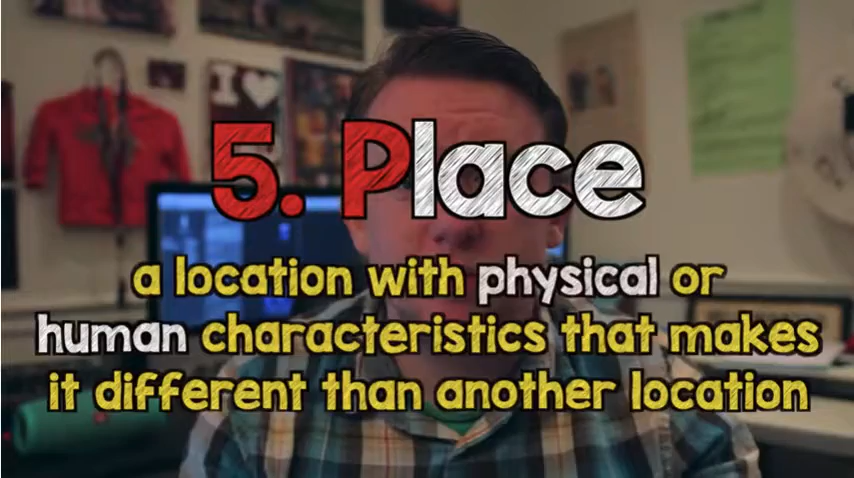 I
5. Place
a location with physical or
human characteristics that makes
it different than another location